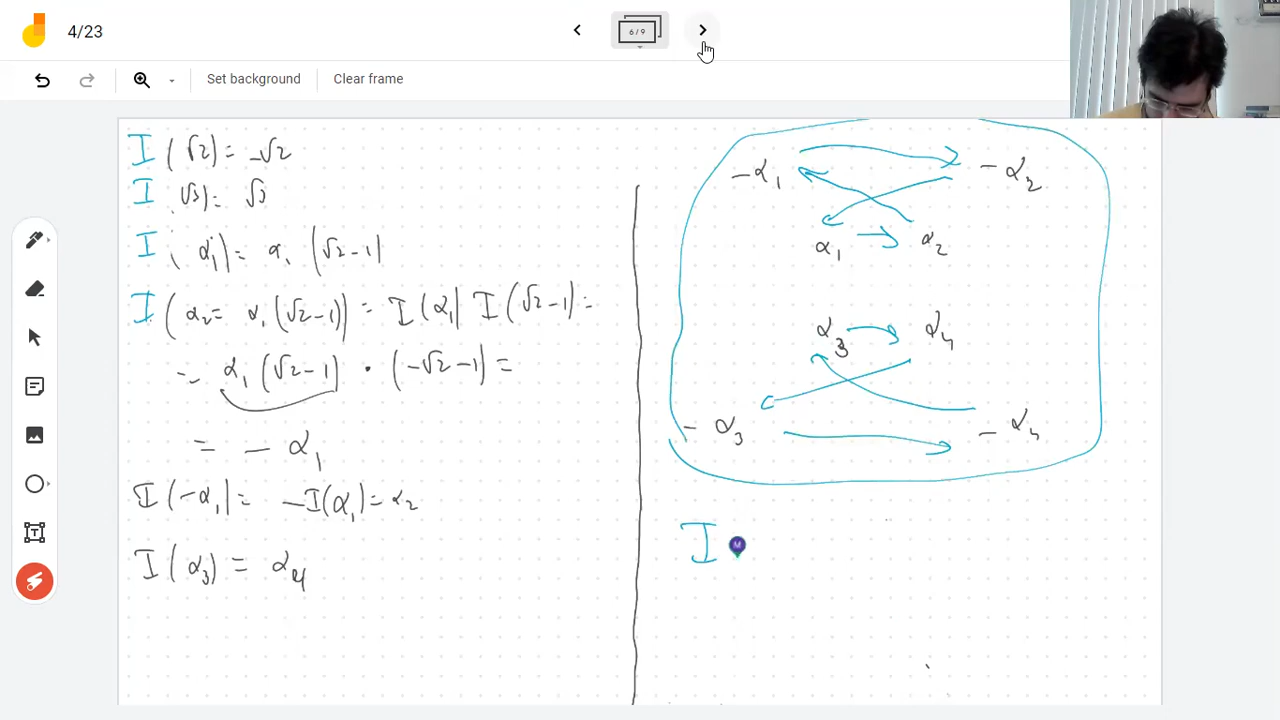 4/23
6/9
Set background
Clear frame
I(√2) = -√2
I(√3) = √3
I(α₁) = α₁(√2-1)
I(α₂ = α₁(√2-1)) = I(α₁) I(√2-1) =
= α₁(√2-1) · (-√2-1) =
= -α₁
I(-α₁) = -I(α₁) = α₂
I(α₃) = α₄
-α₁ -α₂
α₁ → α₂
α₃ α₄
-α₃ -α₄
I
M